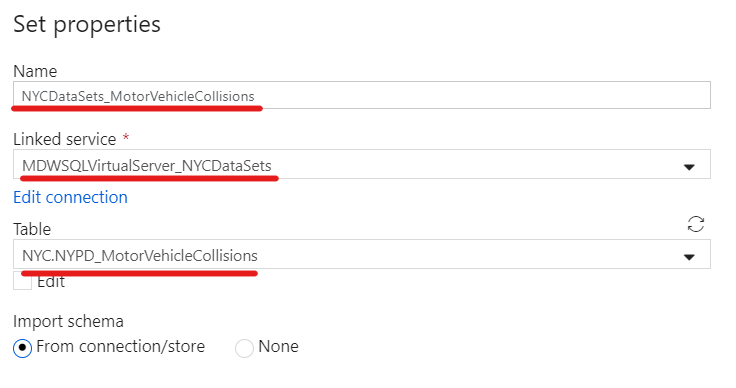 Set properties
Name
NYCDataSets_MotorVehicleCollisions
Linked service *
MDWSQLVirtualServer_NYCDataSets
Edit connection
Table
NYC.NYPD_MotorVehicleCollisions
Edit
Import schema
From connection/store None